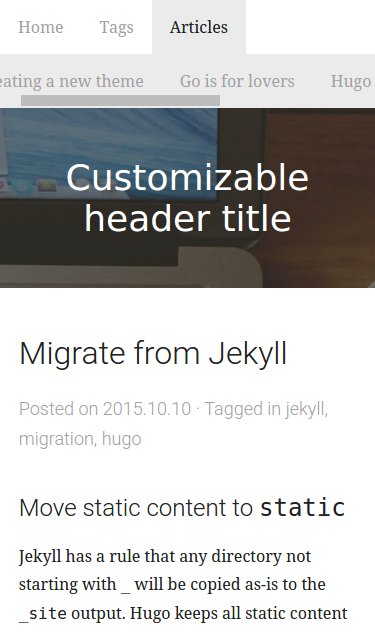 Home Tags Articles
eating a new theme Go is for lovers Hugo
Customizable
header title
Migrate from Jekyll
Posted on 2015.10.10 · Tagged in jekyll,
migration, hugo
Move static content to static
Jekyll has a rule that any directory not
starting with _ will be copied as-is to the
_site output. Hugo keeps all static content